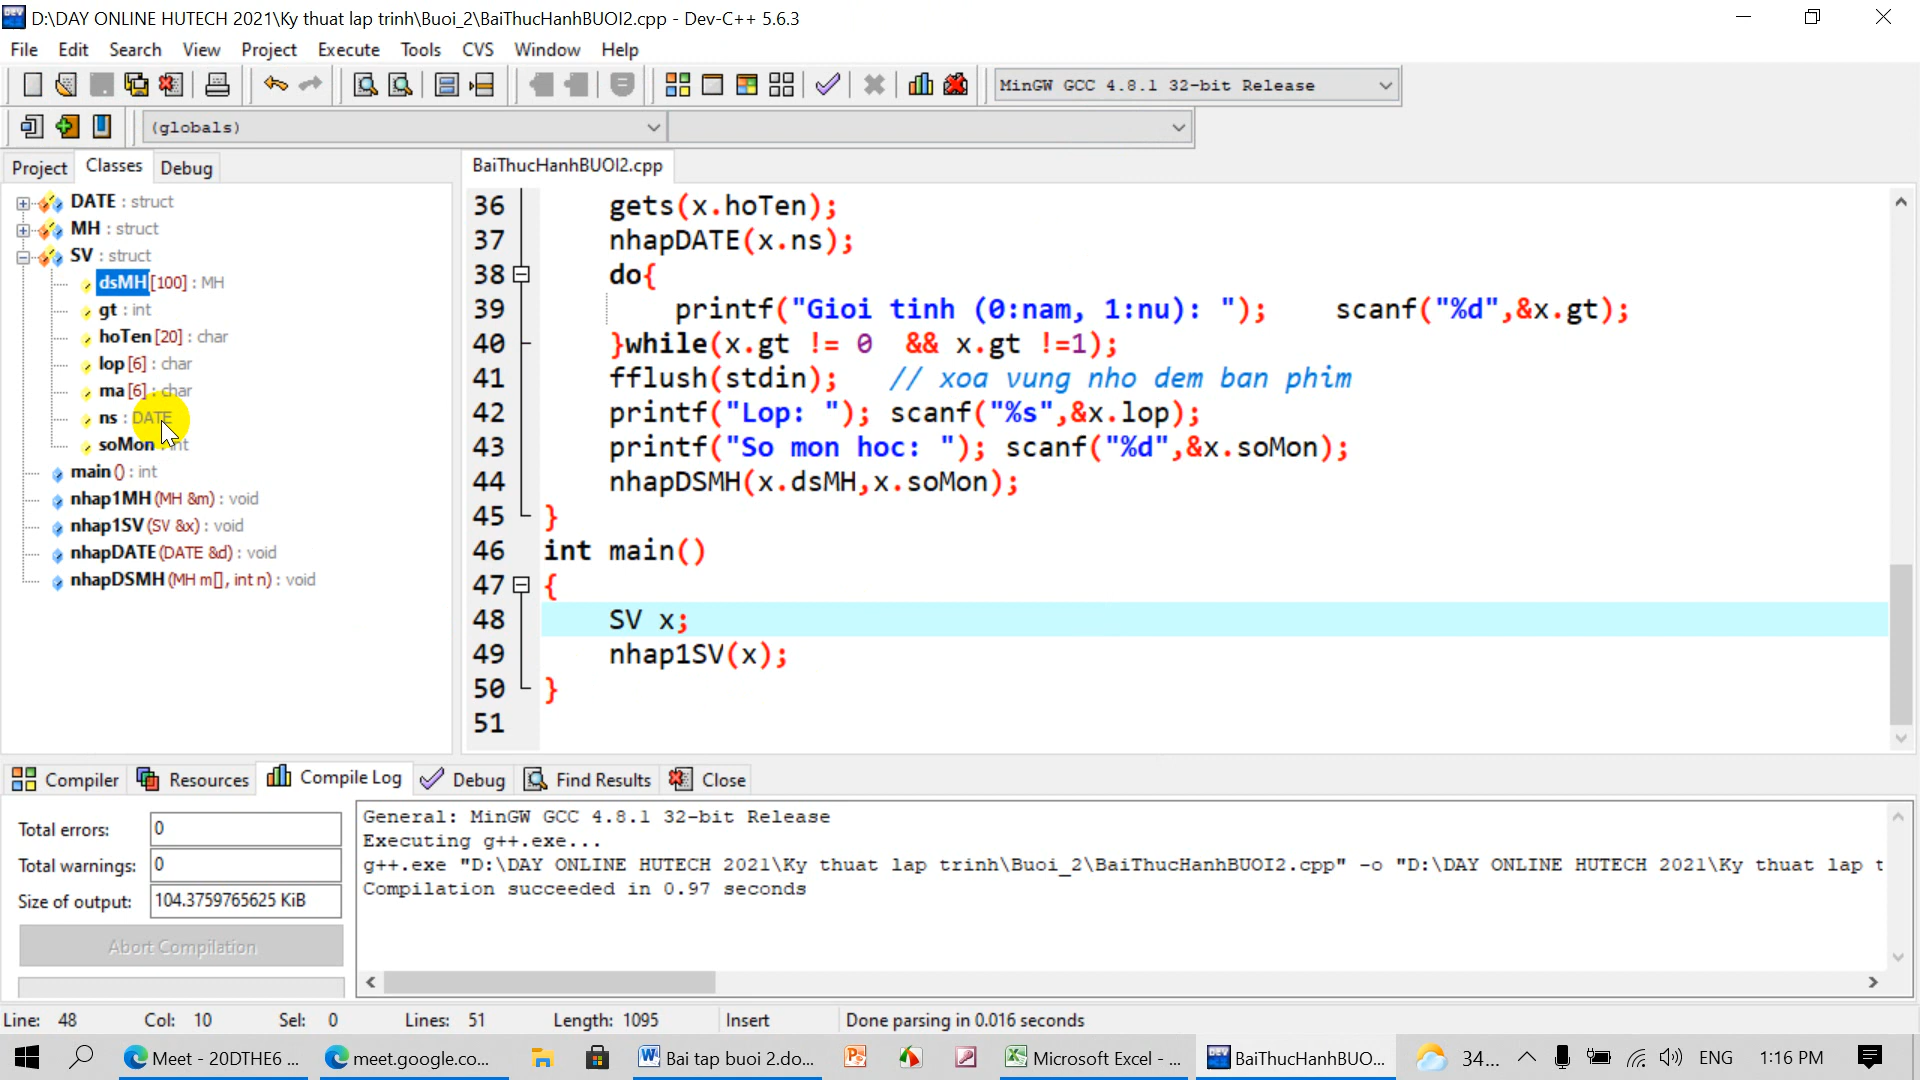 D:\DAY ONLINE HUTECH 2021\Ky thuat lap trinh\Buoi_2\BaiThucHanhBUOI2.cpp - Dev-C++ 5.6.3
File Edit Search View Project Execute Tools CVS Window Help
MinGW GCC 4.8.1 32-bit Release
(globals)
Project Classes Debug
BaiThucHanhBUOI2.cpp
DATE : struct
MH : struct
SV : struct
dsMH [100] : MH
gt : int
hoTen [20] : char
lop [6] : char
ma [6] : char
ns : DATE
soMon : int
main () : int
nhap1MH (MH &m) : void
nhap1SV (SV &x) : void
nhapDATE (DATE &d) : void
nhapDSMH (MH m[], int n) : void
36 gets(x.hoTen);
37 nhapDATE(x.ns);
38 do{
39 printf("Gioi tinh (0:nam, 1:nu): "); scanf("%d",&x.gt);
40 }while(x.gt != 0 && x.gt !=1);
41 fflush(stdin); // xoa vung nho dem ban phim
42 printf("Lop: "); scanf("%s",&x.lop);
43 printf("So mon hoc: "); scanf("%d",&x.soMon);
44 nhapDSMH(x.dsMH,x.soMon);
45 }
46 int main()
47 {
48 SV x;
49 nhap1SV(x);
50 }
51
Compiler Resources Compile Log Debug Find Results Close
Total errors: 0
Total warnings: 0
Size of output: 104.3759765625 KiB
Abort Compilation
General: MinGW GCC 4.8.1 32-bit Release
Executing g++.exe...
g++.exe "D:\DAY ONLINE HUTECH 2021\Ky thuat lap trinh\Buoi_2\BaiThucHanhBUOI2.cpp" -o "D:\DAY ONLINE HUTECH 2021\Ky thuat lap t
Compilation succeeded in 0.97 seconds
Line: 48 Col: 10 Sel: 0 Lines: 51 Length: 1095 Insert Done parsing in 0.016 seconds
Meet - 20DTHE6 ... meet.google.co... Bai tap buoi 2.do... Microsoft Excel - ... BaiThucHanhBUO... 34... ENG 1:16 PM